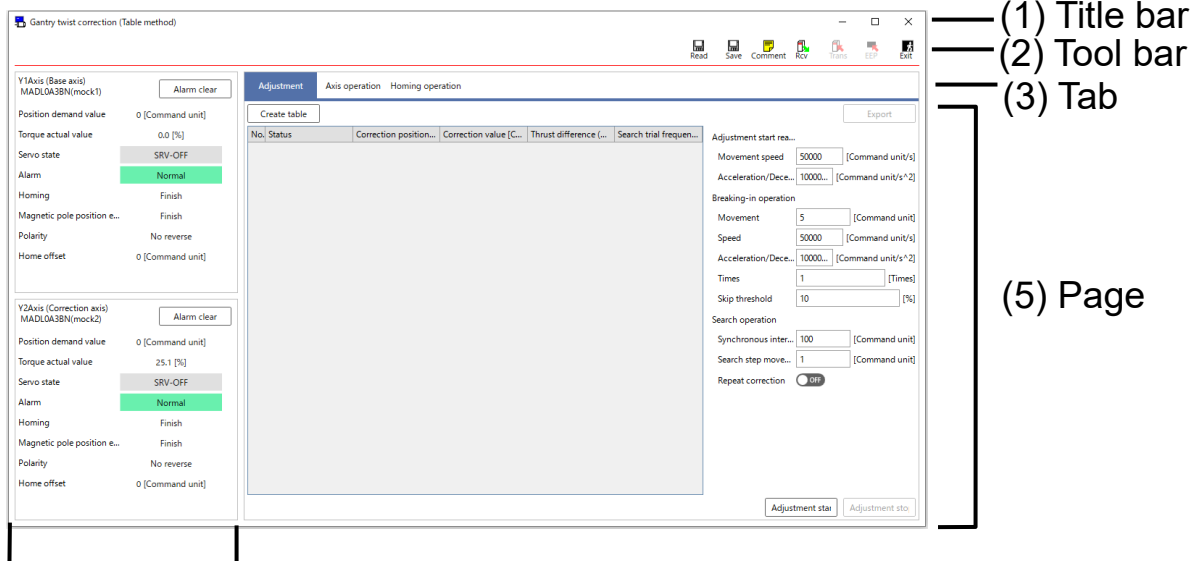 Gantry twist correction (Table method)
(1) Title bar
Read Save Comment Rcv Trans EEP Exit
(2) Tool bar
(3) Tab
Y1Axis (Base axis)
MADL0A3BN(mock1)
Alarm clear
Position demand value 0 [Command unit]
Torque actual value 0.0 [%]
Servo state SRV-OFF
Alarm Normal
Homing Finish
Magnetic pole position e... Finish
Polarity No reverse
Home offset 0 [Command unit]
Y2Axis (Correction axis)
MADL0A3BN(mock2)
Alarm clear
Position demand value 0 [Command unit]
Torque actual value 25.1 [%]
Servo state SRV-OFF
Alarm Normal
Homing Finish
Magnetic pole position e... Finish
Polarity No reverse
Home offset 0 [Command unit]
Adjustment Axis operation Homing operation
Create table
Export
No. Status Correction position... Correction value [C... Thrust difference (... Search trial frequen...
Adjustment start rea...
Movement speed 50000 [Command unit/s]
Acceleration/Dece... 10000... [Command unit/s^2]
Breaking-in operation
Movement 5 [Command unit]
Speed 50000 [Command unit/s]
Acceleration/Dece... 10000... [Command unit/s^2]
Times 1 [Times]
Skip threshold 10 [%]
Search operation
Synchronous inter... 100 [Command unit]
Search step move... 1 [Command unit]
Repeat correction OFF
Adjustment star
Adjustment sto
(5) Page